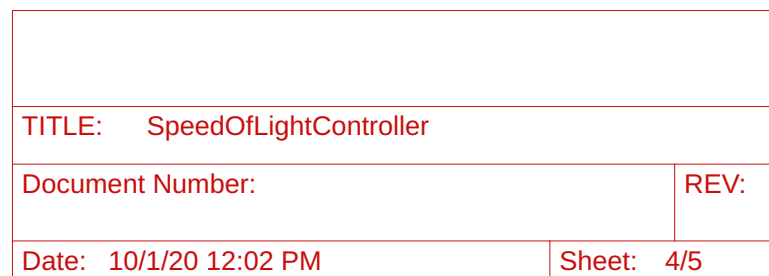 TITLE: SpeedOfLightController
Document Number: REV:
Date: 10/1/20 12:02 PM Sheet: 4/5